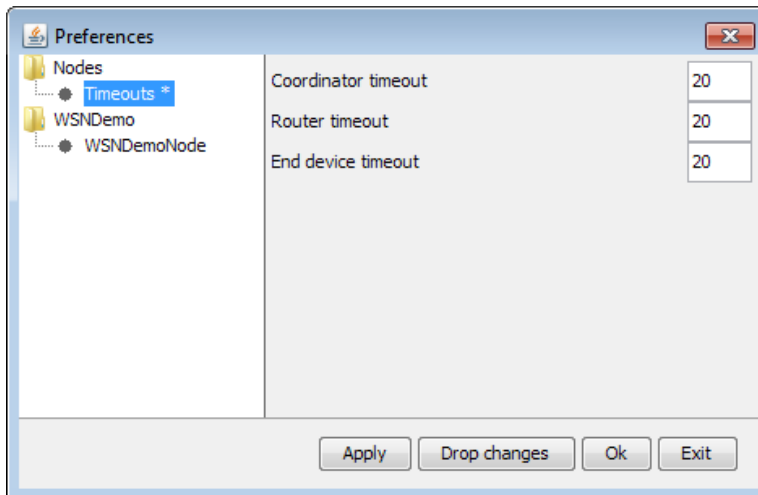 Preferences
Nodes
Timeouts *
WSNDemo
WSNDemoNode
Coordinator timeout 20
Router timeout 20
End device timeout 20
Apply Drop changes Ok Exit